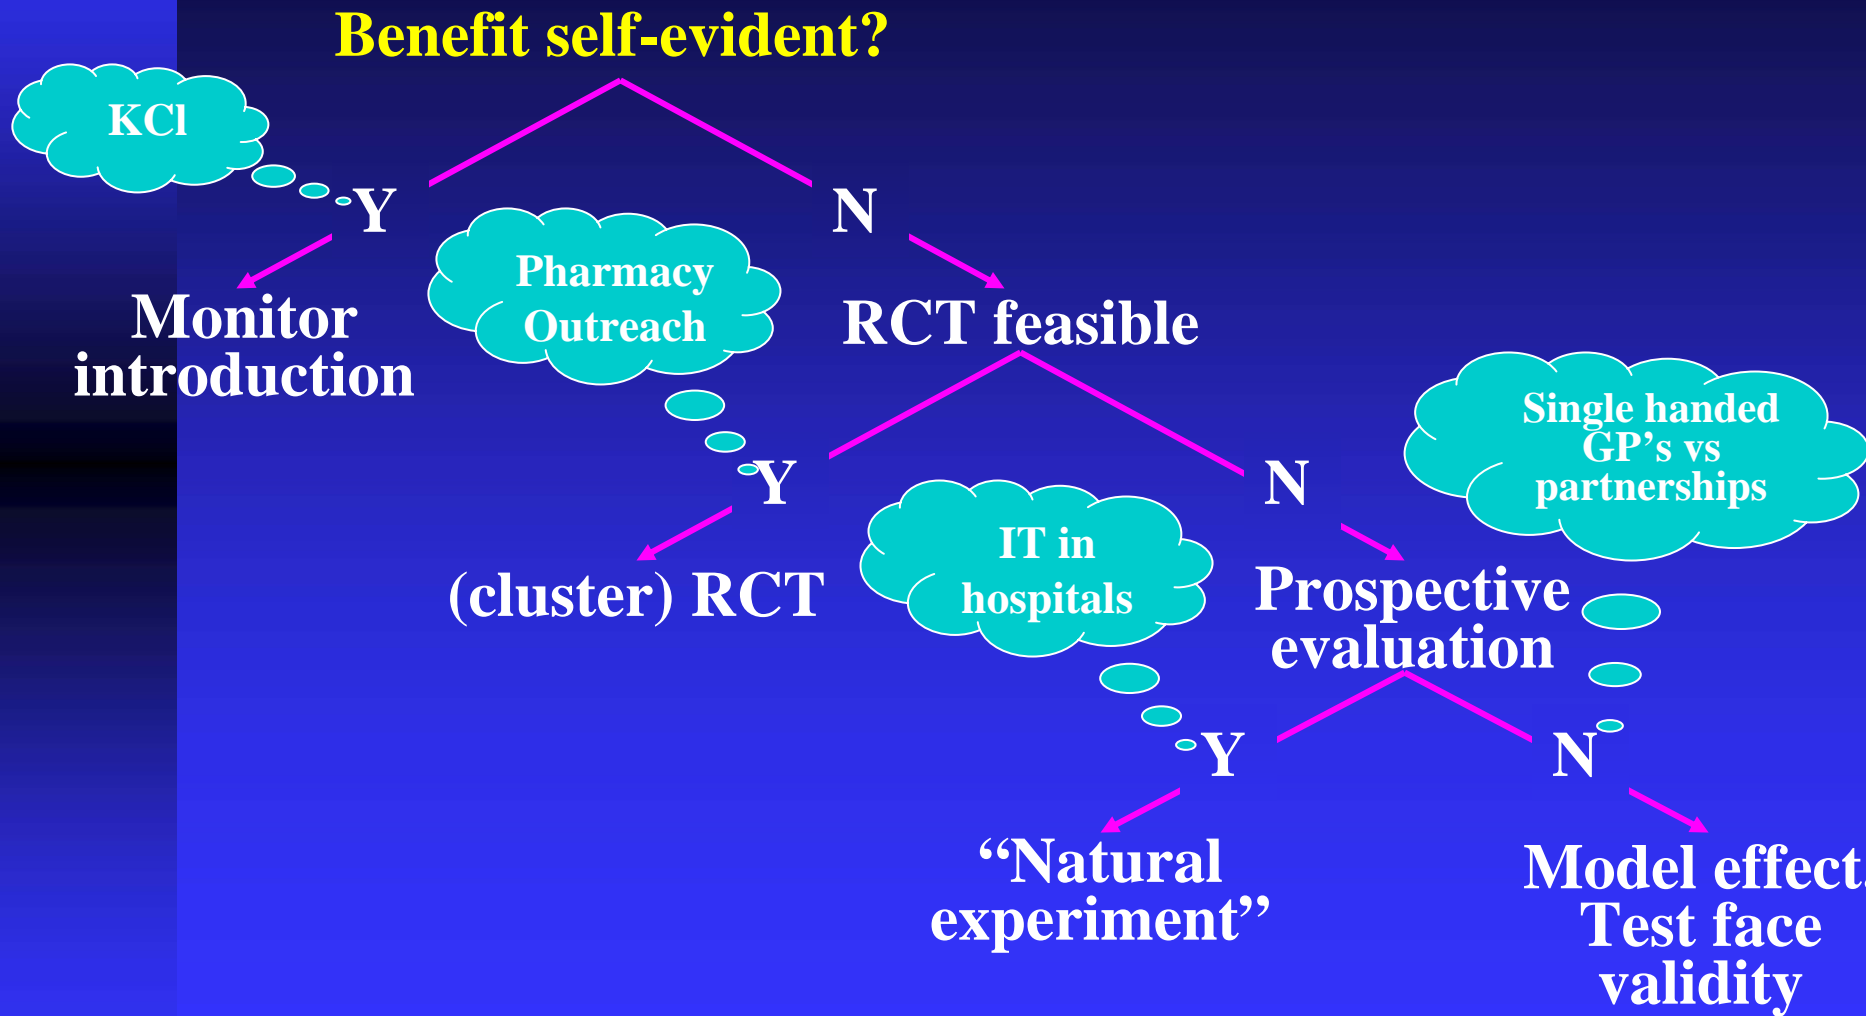 Benefit self-evident?
KCl
Y
N
Pharmacy
Outreach
Monitor
introduction
RCT feasible
Single handed
GP’s vs
partnerships
Y
N
IT in
hospitals
(cluster) RCT
Prospective
evaluation
Y
N
“Natural
experiment”
Model effect.
Test face
validity